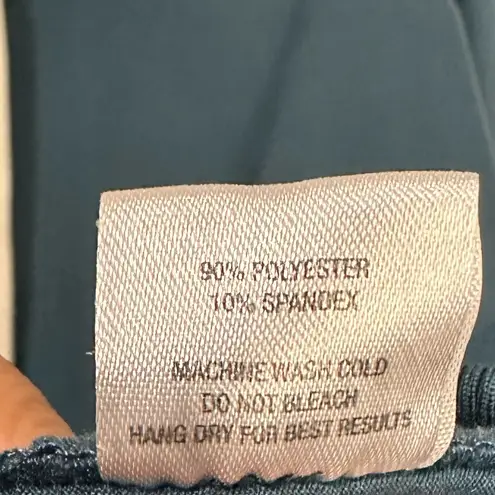 90% POLYESTER
10% SPANDEX
MACHINE WASH COLD
DO NOT BLEACH
HANG DRY FOR BEST RESULTS